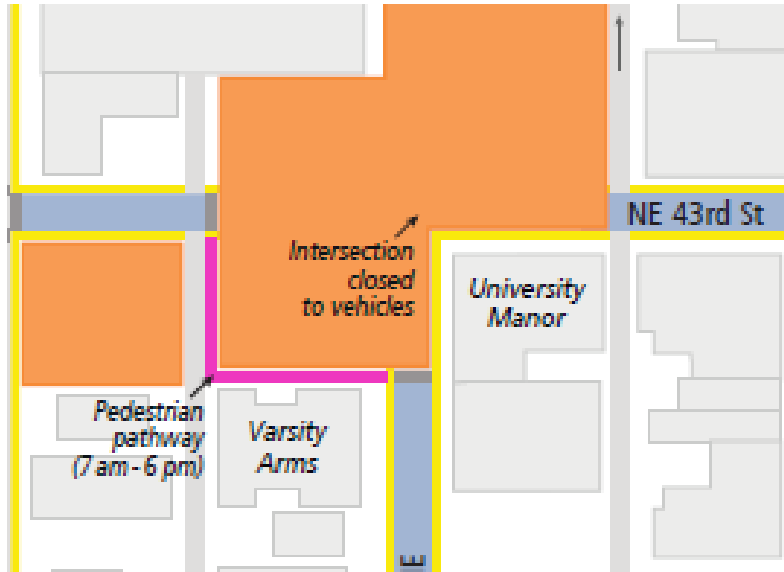 NE 43rd St
Intersection
closed
to vehicles
University
Manor
Pedestrian
pathway
(7 am - 6 pm)
Varsity
Arms
E